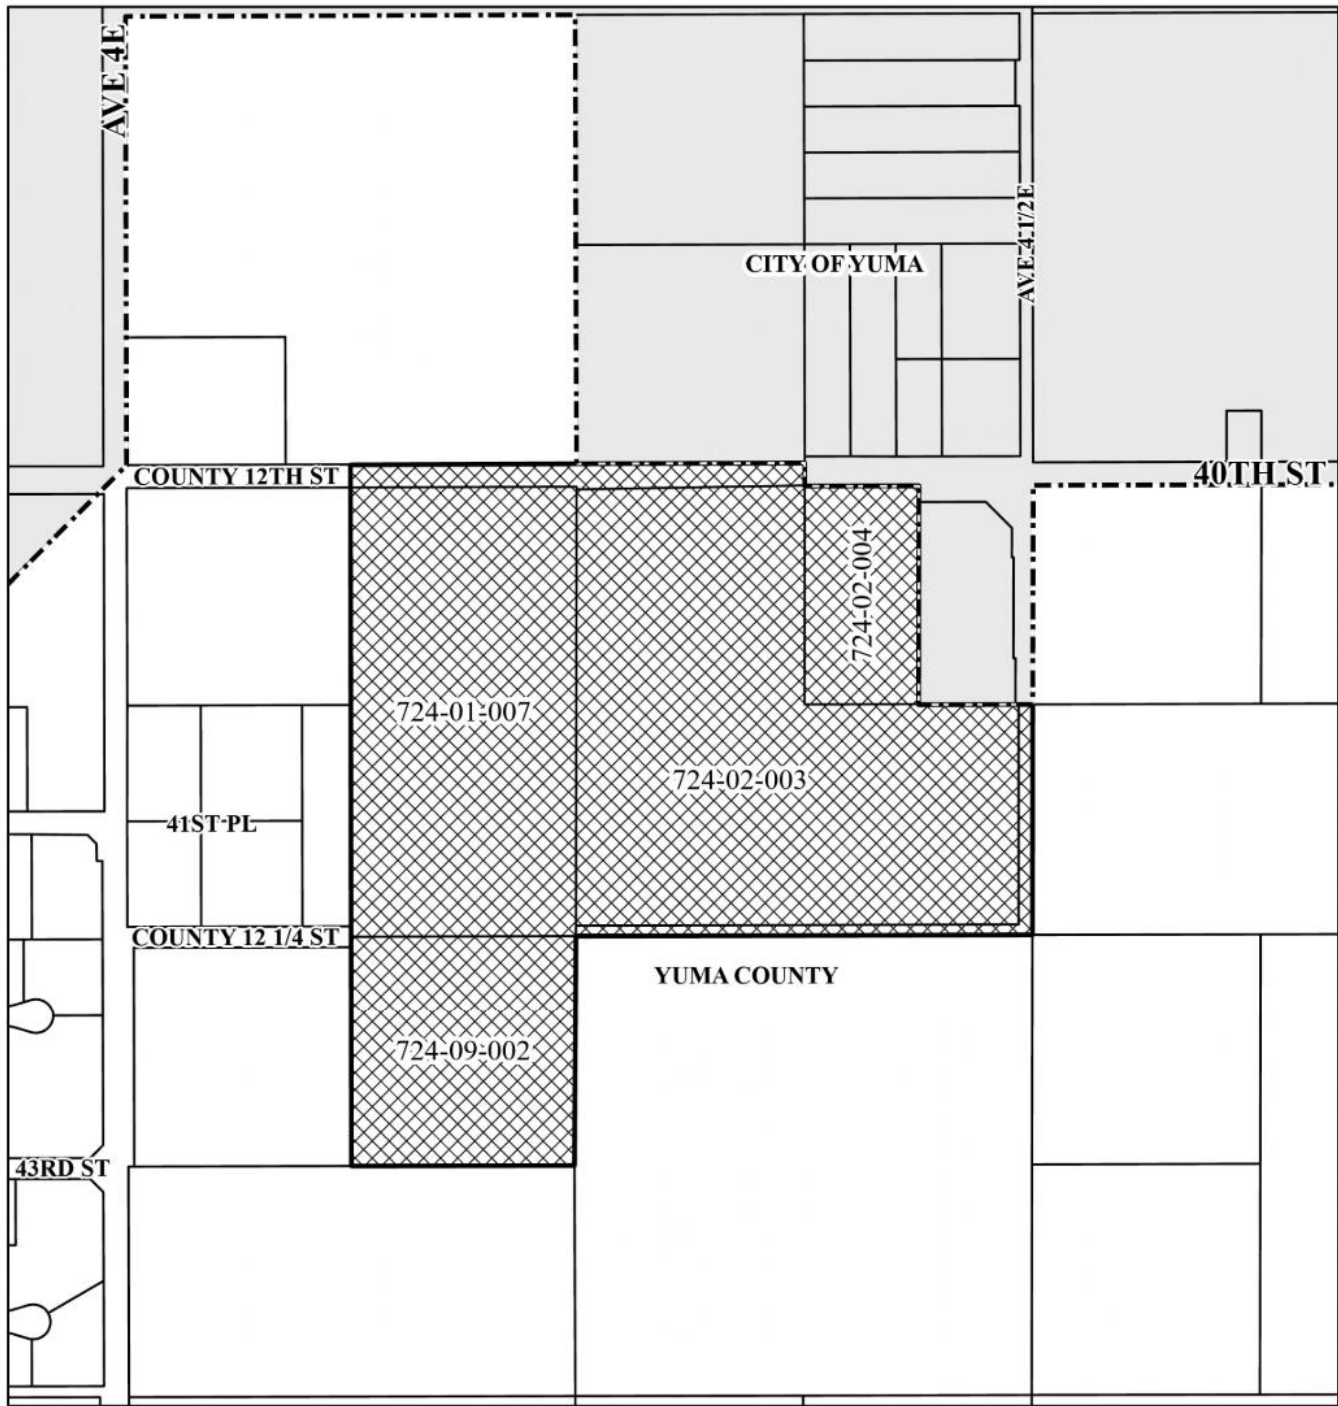 AVE 4E
AVE 4 1/2E
CITY OF YUMA
COUNTY 12TH ST
40TH ST
724-02-004
724-01-007
724-02-003
41ST PL
COUNTY 12 1/4 ST
YUMA COUNTY
724-09-002
43RD ST